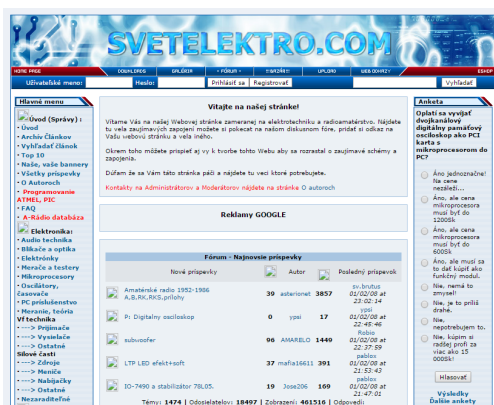 SVETELEKTRO.COM
HOME PAGE DOWNLOADS GALÉRIA • FÓRUM • UPLOAD WEB ODKAZY ESHOP
Užívateľské meno: Heslo: Prihlásiť sa Registrovať Vyhľadať
Hlavné menu
Úvod (Správy) :
• Úvod
• Archív Článkov
• Vyhľadať článok
• Top 10
• Naše, vaše bannery
• Všetky príspevky
• O Autoroch
• Programovanie
ATMEL, PIC
• FAQ
• A-Rádio databáza
Elektronika:
• Audio technika
• Blikače a optika
• Elektrónky
• Merače a testery
• Mikroprocesory
• Oscilátory,
časovače
• PC príslušenstvo
• Meranie, teória
Vf technika
• ---> Prijímače
• ---> Vysielače
• ---> Ostatné
Silové časti
• ---> Zdroje
• ---> Meniče
• ---> Nabíjačky
• ---> Ostatné
• Nezaraditeľné
Vitajte na našej stránke!
Vítame Vás na našej Webovej stránke zameranej na elektrotechniku a radioamatérstvo. Nájdete
tu veľa zaujímavých zapojení možete si pokecat na našom diskusnom fóre, pridať si odkaz na
Vašu webovú stránku a veľa iného.
Okrem toho môžete prispieť aj vy k tvorbe tohto Webu aby sa rozrastal o zaujímavé schémy a
zapojenia.
Dúfam že sa Vám táto stránka páči a nájdete tu veci ktoré potrebujete.
Kontakty na Administrátorov a Moderátorov nájdete na stránke O autoroch
Reklamy GOOGLE
Fórum - Najnovsie príspevky
Nové príspevky Autor Posledný príspevok
Amatérské radio 1952-1986
A,B,RK,RKS,prílohy 39 asterionet 3857 sv.brutus
01/02/08 at
23:02:14
P: Digitalny osciloskop 0 ypsi 17 ypsi
01/02/08 at
22:45:46
subwoofer 96 AMARELO 1449 Robio
01/02/08 at
22:37:59
LTP LED efekt+soft 37 mafia16611 391 pablox
01/02/08 at
21:53:43
IO-7490 a stabilizátor 78L05. 19 Jose206 169 pablox
01/02/08 at
21:47:01
Témy: 1474 | Odosielateľov: 18497 | Zobrazení: 461516 | Odpovedí:
Anketa
Oplatí sa vyvíjať
dvojkanálový
digitálny pamäťový
osciloskop ako PCI
karta s
mikroprocesorom do
PC?
Áno jednoznačne!
Na cene
nezáleží...
Áno, ale cena
mikroprocesora
musí byť do
1200Sk
Áno, ale cena
mikroprocesora
musí byť do
600Sk
Áno, ale musí sa
to dať kúpiť ako
funkčný modul.
Nie, nemá to
zmysel!
Nie, je to príliš
drahé.
Nie,
nepotrebujem to.
Nie, kúpim si
radšej profi za
viac ako 15
000Sk!
Hlasovať
Výsledky
Ďalšie ankety